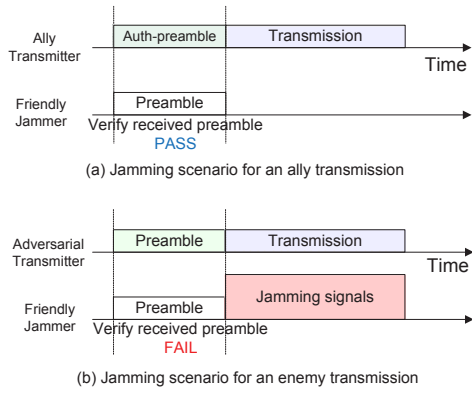 Ally
Transmitter
Auth-preamble
Transmission
Time
Friendly
Jammer
Preamble
Verify received preamble
PASS
(a) Jamming scenario for an ally transmission
Adversarial
Transmitter
Preamble
Transmission
Time
Friendly
Jammer
Preamble
Jamming signals
Verify received preamble
FAIL
(b) Jamming scenario for an enemy transmission